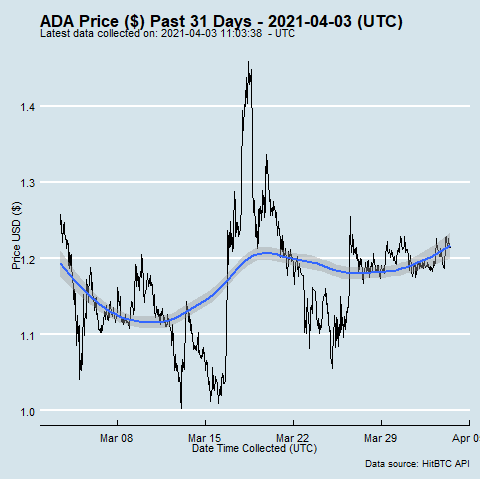 ADA Price ($) Past 31 Days - 2021-04-03 (UTC)
Latest data collected on: 2021-04-03 11:03:38 - UTC
1.4
1.3
1.2
1.1
1.0
Price USD ($)
Mar 08 Mar 15 Mar 22 Mar 29 Apr 0
Date Time Collected (UTC)
Data source: HitBTC API